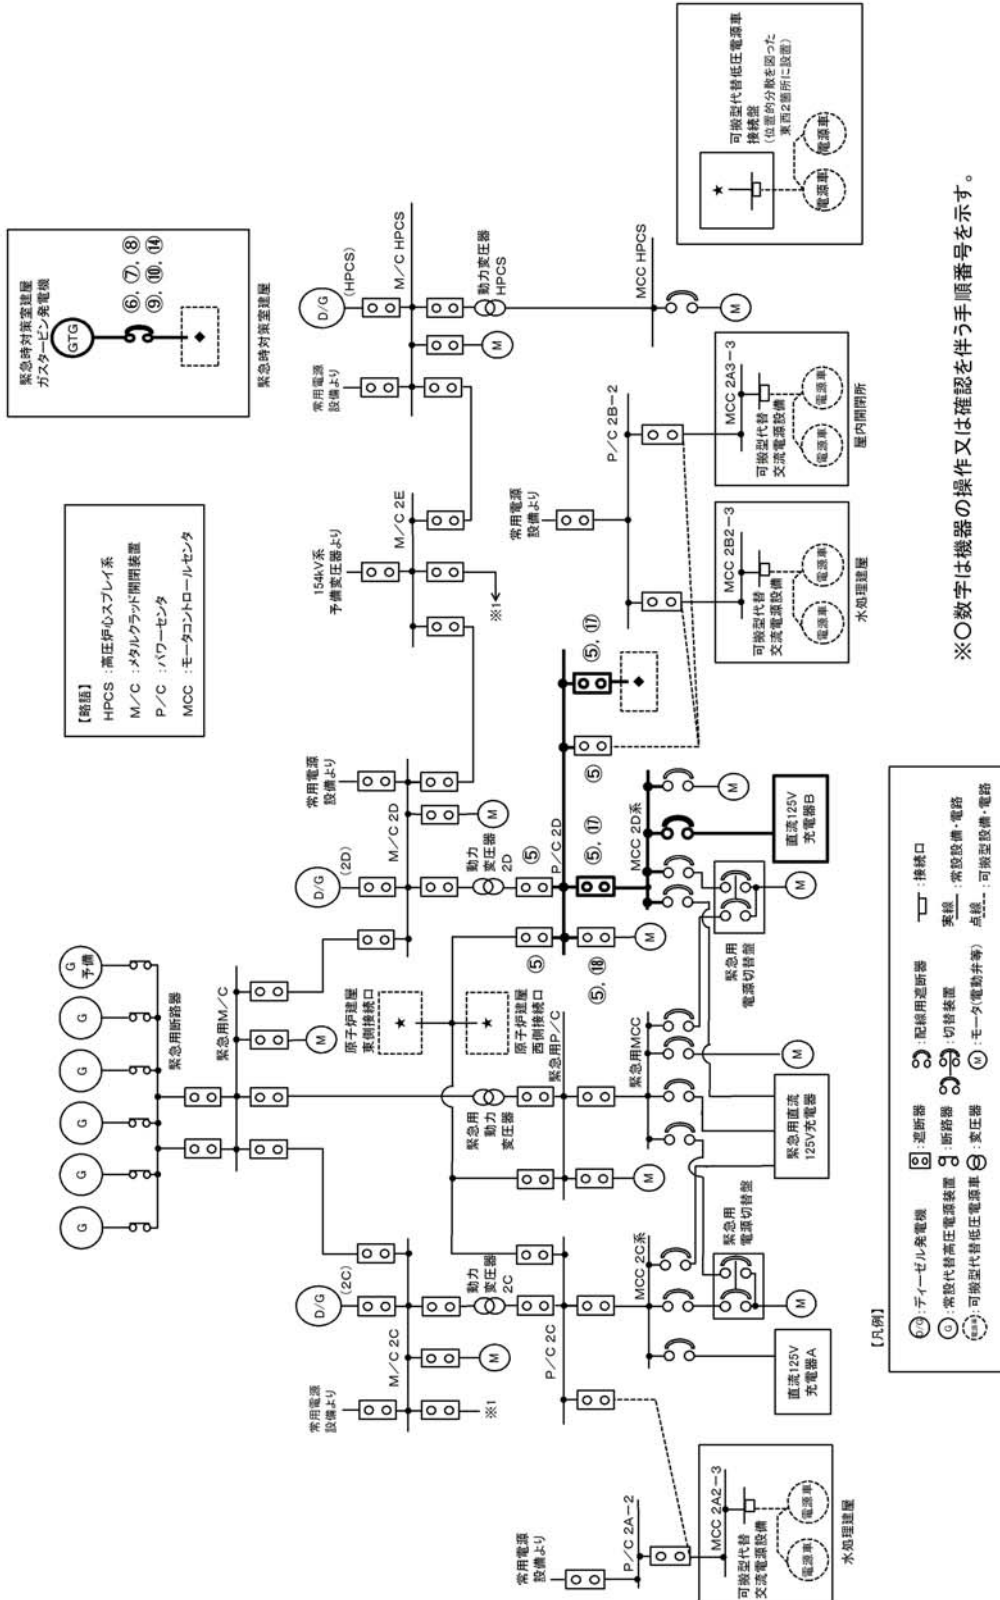 緊急時対策室建屋
ガスタービン発電機
GTG
⑥, ⑦, ⑧
⑨, ⑩, ⑭
◆
緊急時対策室建屋
【略語】
HPCS :高圧炉心スプレイ系
M/C :メタルクラッド開閉装置
P/C :パワーセンタ
MCC :モータコントロールセンタ
G
G
G
G
G
G
予備
緊急用断路器
緊急用M/C
M
常用電源
設備より
D/G
(2C)
M/C 2C
※1
M
動力
変圧器
2C
原子炉建屋
東側接続口
★
原子炉建屋
西側接続口
★
緊急用
動力
変圧器
D/G
(2D)
常用電源
設備より
M/C 2D
M
動力
変圧器
2D
154kV系
予備変圧器より
M/C 2E
※1
常用電源
設備より
D/G
(HPCS)
M/C HPCS
M
動力変圧器
HPCS
MCC HPCS
M
常用電源
設備より
P/C 2A-2
MCC 2A2-3
可搬型代替
交流電源設備
電源車
電源車
水処理建屋
P/C 2C
MCC 2C系
直流125V
充電器A
M
緊急用
電源切替盤
緊急用P/C
M
緊急用MCC
緊急用直流
125V充電器
M
⑤
⑤
P/C 2D
⑤, ⑱
M
⑤, ⑰
MCC 2D系
緊急用
電源切替盤
M
直流125V
充電器B
M
⑤
⑤, ⑰
◆
常用電源
設備より
P/C 2B-2
MCC 2B2-3
可搬型代替
交流電源設備
電源車
電源車
水処理建屋
MCC 2A3-3
可搬型代替
交流電源設備
電源車
電源車
屋内開閉所
可搬型代替低圧電源車
接続盤
(位置的分散を図った
東西2箇所に設置)
★
電源車
電源車
【凡例】
D/G :ディーゼル発電機
G :常設代替高圧電源装置
電源車 :可搬型代替低圧電源車
:遮断器
:断路器
:変圧器
:配線用遮断器
:切替装置
M :モータ(電動弁等)
:接続口
実線 :常設設備・電路
点線 :可搬型設備・電路
※〇数字は機器の操作又は確認を伴う手順番号を示す。